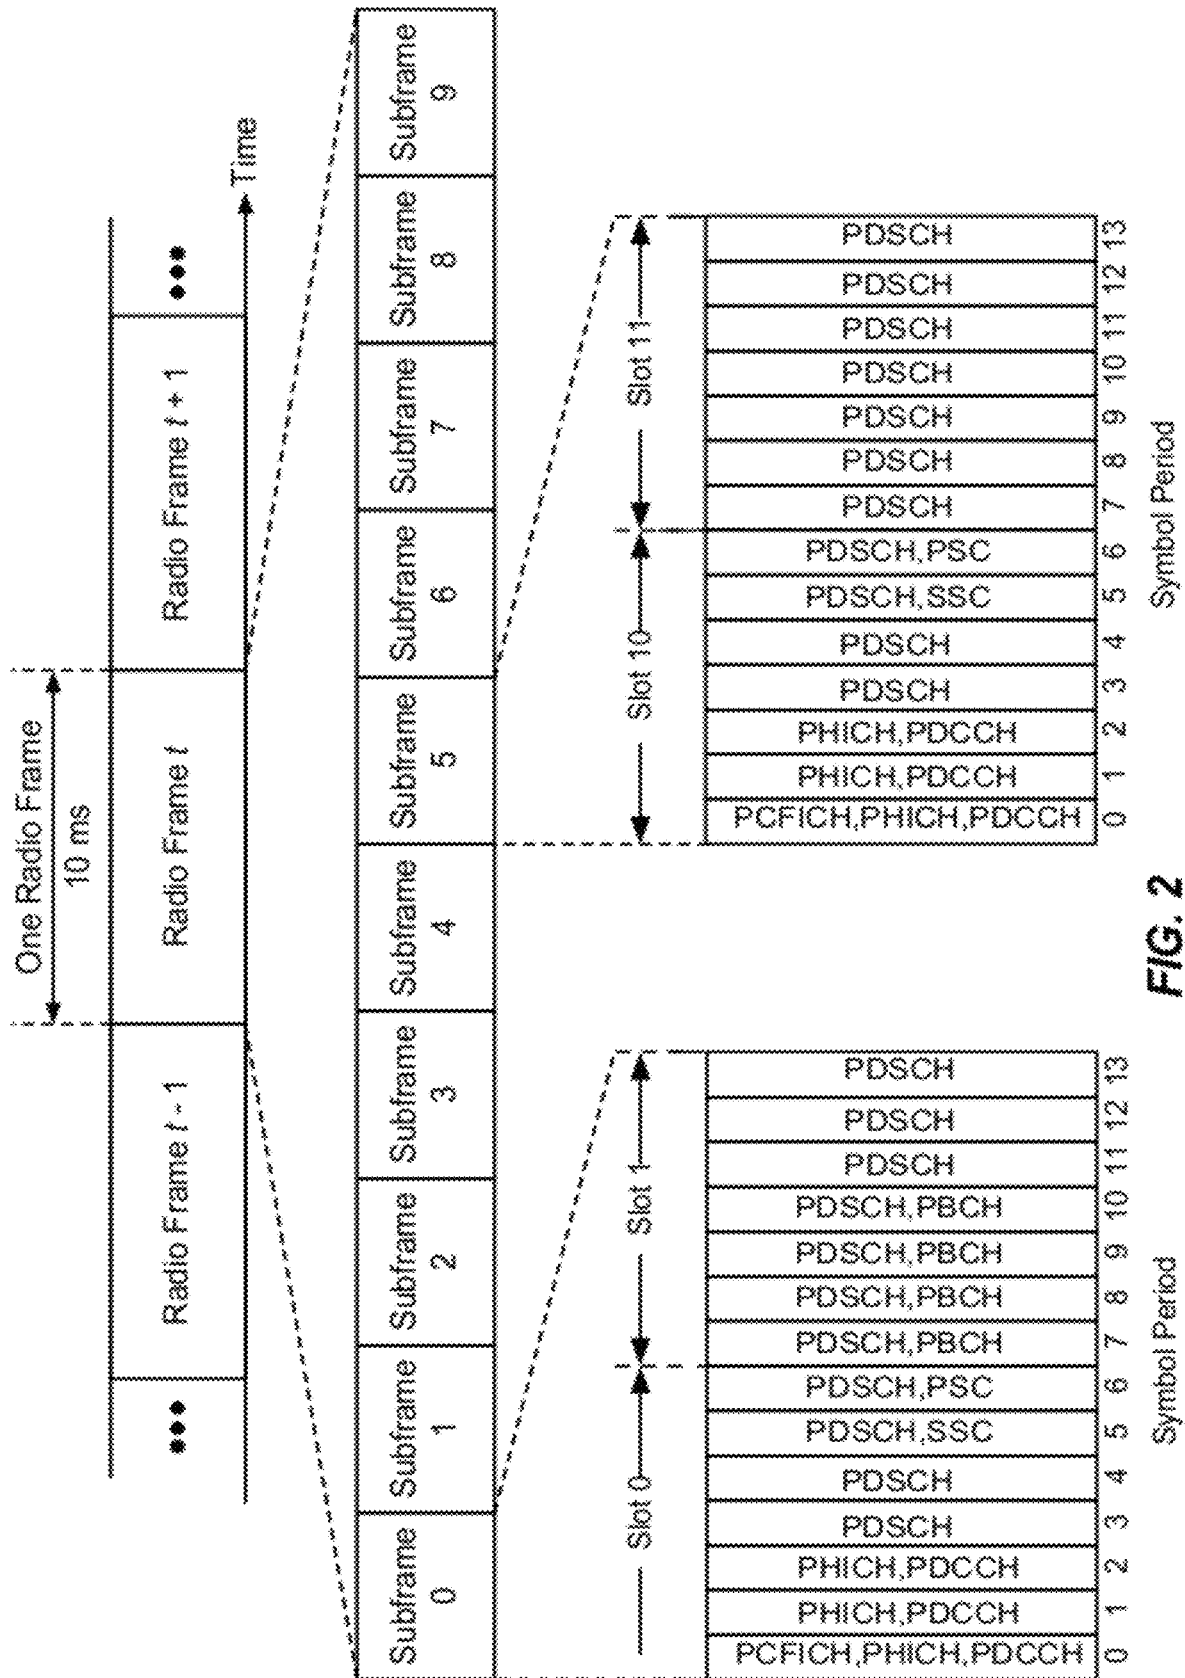 One Radio Frame
10 ms
Radio Frame t - 1
Radio Frame t
Radio Frame t + 1
Time
Subframe
0
Subframe
1
Subframe
2
Subframe
3
Subframe
4
Subframe
5
Subframe
6
Subframe
7
Subframe
8
Subframe
9
Slot 0
Slot 1
PCFICH,PHICH,PDCCH
PHICH,PDCCH
PHICH,PDCCH
PDSCH
PDSCH
PDSCH,SSC
PDSCH,PSC
PDSCH,PBCH
PDSCH,PBCH
PDSCH,PBCH
PDSCH,PBCH
PDSCH
PDSCH
PDSCH
0 1 2 3 4 5 6 7 8 9 10 11 12 13
Symbol Period
Slot 10
Slot 11
PCFICH,PHICH,PDCCH
PHICH,PDCCH
PHICH,PDCCH
PDSCH
PDSCH
PDSCH,SSC
PDSCH,PSC
PDSCH
PDSCH
PDSCH
PDSCH
PDSCH
PDSCH
PDSCH
0 1 2 3 4 5 6 7 8 9 10 11 12 13
Symbol Period
FIG. 2